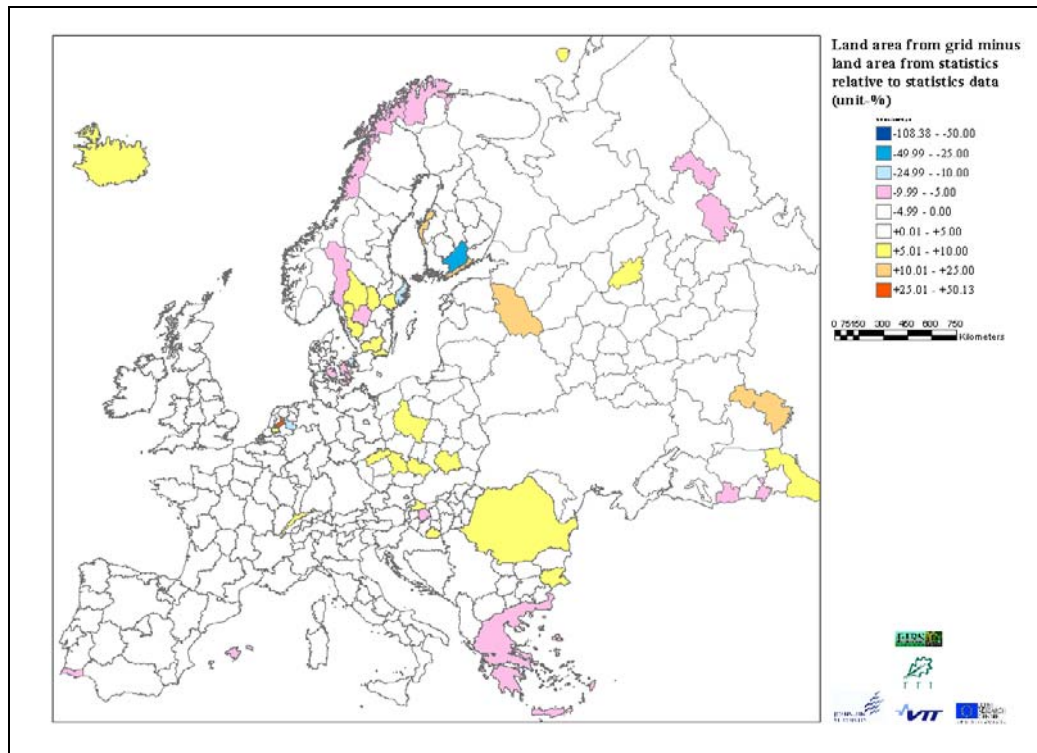 Land area from grid minus
land area from statistics
relative to statistics data
(unit-%)
-108.38 - -50.00
-49.99 - -25.00
-24.99 - -10.00
-9.99 - -5.00
-4.99 - 0.00
+0.01 - +5.00
+5.01 - +10.00
+10.01 - +25.00
+25.01 - +50.13
0 75150 300 450 600 750
Kilometers
VTT